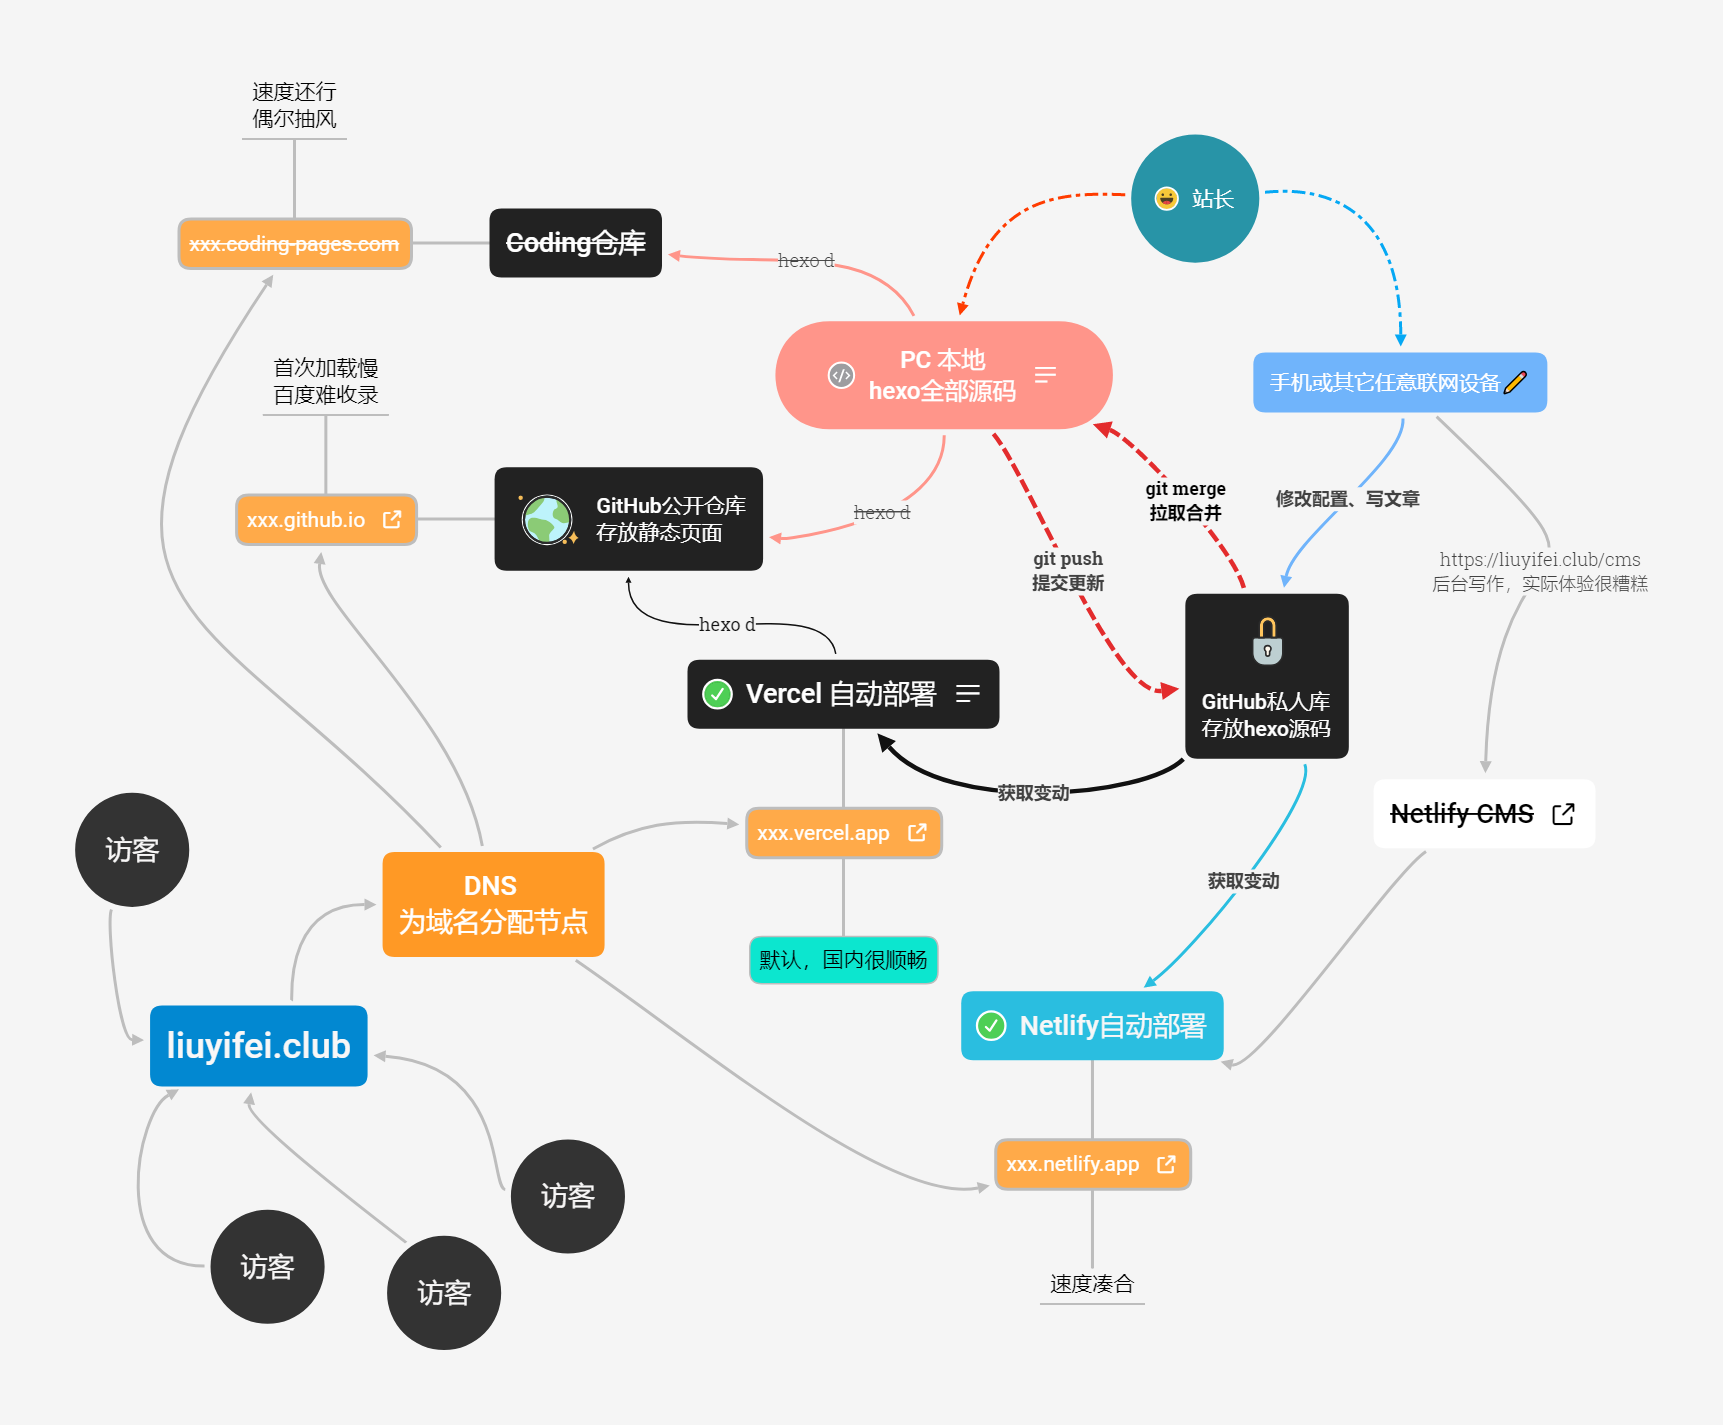 速度还行
偶尔抽风
站长
xxx.coding-pages.com
Coding仓库
hexo d
PC 本地
hexo全部源码
手机或其它任意联网设备
首次加载慢
百度难收录
git merge
拉取合并
修改配置、写文章
GitHub公开仓库
存放静态页面
hexo d
xxx.github.io
git push
提交更新
https://liuyifei.club/cms
后台写作，实际体验很糟糕
hexo d
Vercel 自动部署
GitHub私人库
存放hexo源码
获取变动
Netlify CMS
xxx.vercel.app
访客
DNS
为域名分配节点
获取变动
默认，国内很顺畅
liuyifei.club
Netlify自动部署
xxx.netlify.app
访客
访客
访客
速度凑合